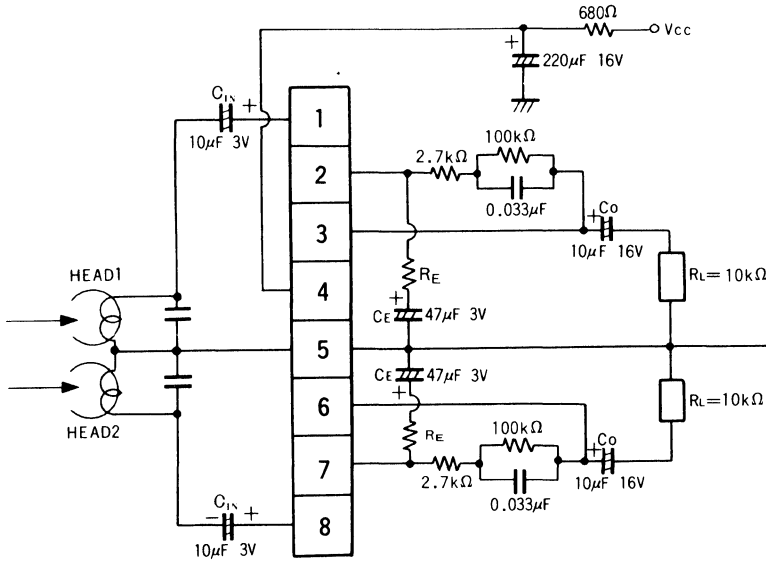 680Ω
VCC
+
220μF 16V
CIN
+
10μF 3V
1
2
3
4
5
6
7
8
2.7kΩ
100kΩ
0.033μF
+
CO
10μF 16V
RL=10kΩ
RE
+
CE
47μF 3V
HEAD1
HEAD2
CE
47μF 3V
+
RE
100kΩ
2.7kΩ
0.033μF
+
CO
10μF 16V
RL=10kΩ
CIN
−
+
10μF 3V